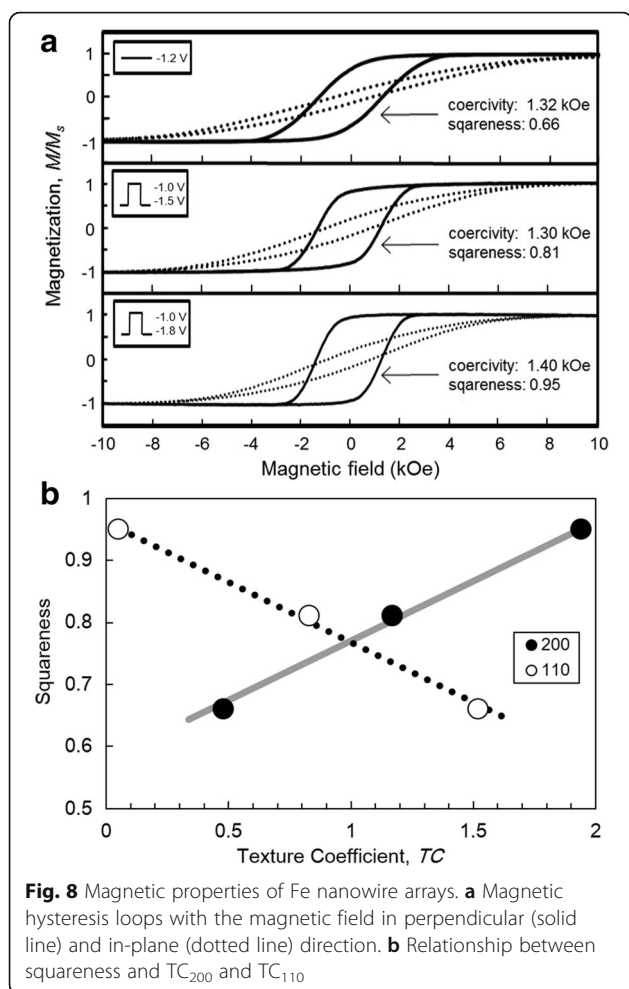 a
-1.2 V
1
0
-1
coercivity: 1.32 kOe
sqareness: 0.66
-1.0 V
-1.5 V
1
0
-1
coercivity: 1.30 kOe
sqareness: 0.81
-1.0 V
-1.8 V
1
0
-1
coercivity: 1.40 kOe
sqareness: 0.95
Magnetization, M/Ms
-10 -8 -6 -4 -2 0 2 4 6 8 10
Magnetic field (kOe)
b
1
0.9
0.8
0.7
0.6
0.5
Squareness
200
110
0 0.5 1 1.5 2
Texture Coefficient, TC
Fig. 8 Magnetic properties of Fe nanowire arrays. a Magnetic
hysteresis loops with the magnetic field in perpendicular (solid
line) and in-plane (dotted line) direction. b Relationship between
squareness and TC200 and TC110